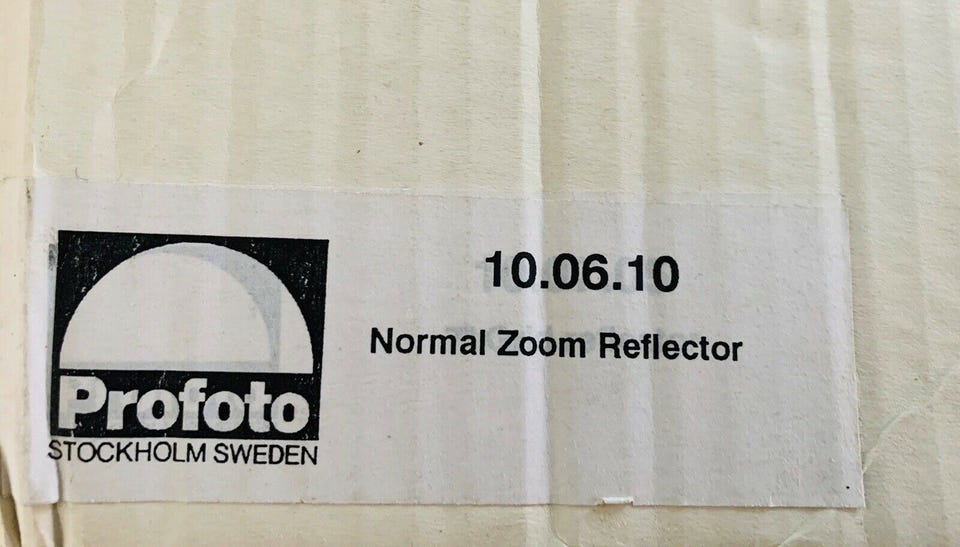 10.06.10
Normal Zoom Reflector
Profoto
STOCKHOLM SWEDEN